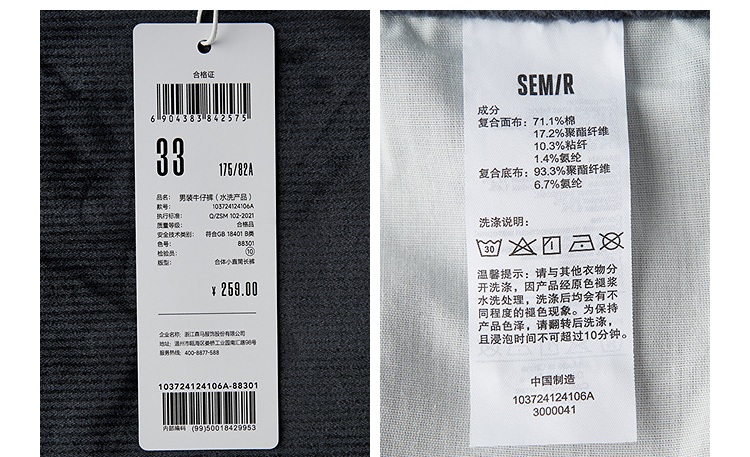 合格证
6 904383 842575
33
175/82A
品名: 男装牛仔裤（水洗产品）
款号: 103724124106A
执行标准: Q/ZSM 102-2021
质量等级: 合格品
安全技术类别: 符合GB 18401 B类
色号: 88301
检验员: 10
版型: 合体小直筒长裤
¥ 259.00
企业名称: 浙江森马服饰股份有限公司
地址: 温州市瓯海区娄桥工业园南汇路98号
服务热线: 400-8877-588
103724124106A-88301
内部编码 (99)50018429953
SEMIR
成分
复合面布: 71.1%棉
17.2%聚酯纤维
10.3%粘纤
1.4%氨纶
复合底布: 93.3%聚酯纤维
6.7%氨纶
洗涤说明:
30
温馨提示: 请与其他衣物分
开洗涤，因产品经原色褪浆
水洗处理，洗涤后均会有不
同程度的褪色现象。为保持
产品色泽，请翻转后洗涤，
且浸泡时间不可超过10分钟。
中国制造
103724124106A
3000041